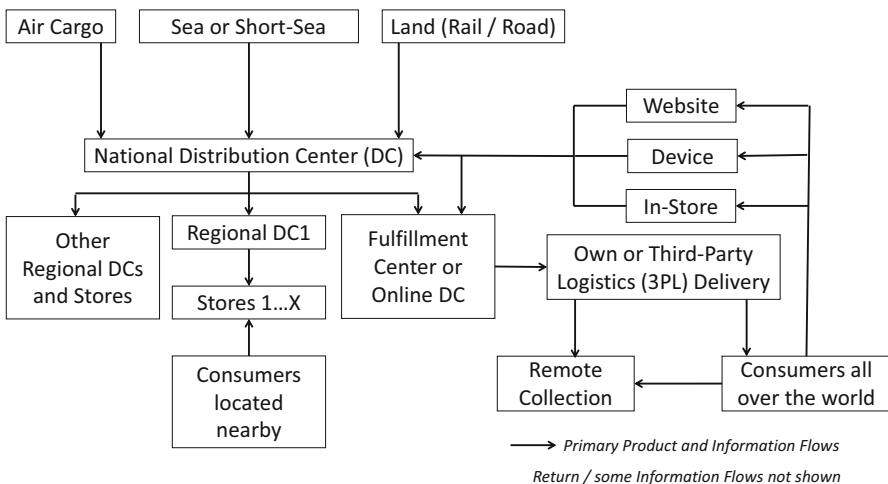 Air Cargo
Sea or Short-Sea
Land (Rail / Road)
Website
National Distribution Center (DC)
Device
In-Store
Other
Regional DCs
and Stores
Regional DC1
Fulfillment
Center or
Online DC
Own or Third-Party
Logistics (3PL) Delivery
Stores 1...X
Consumers
located
nearby
Remote
Collection
Consumers all
over the world
Primary Product and Information Flows
Return / some Information Flows not shown